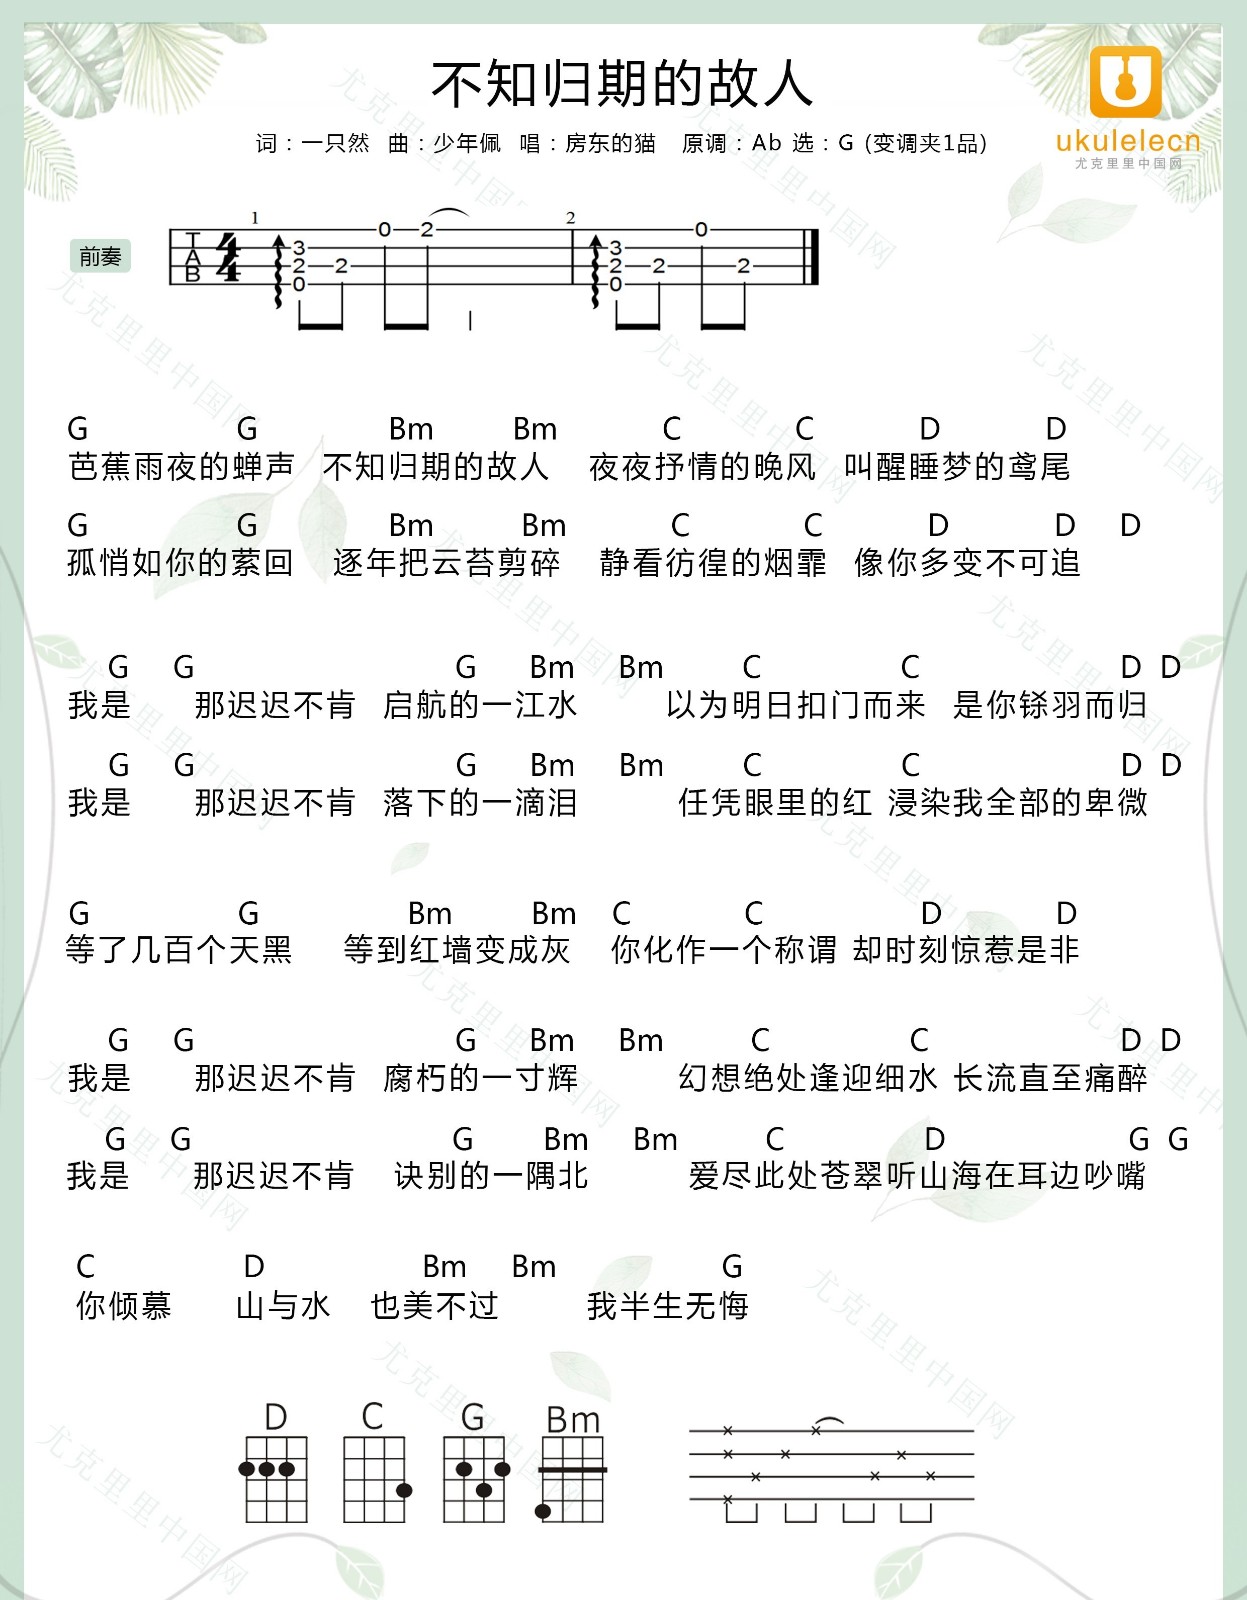 不知归期的故人
词：一只然 曲：少年佩 唱：房东的猫 原调：Ab 选：G (变调夹1品)
ukulelecn
尤克里里中国网
前奏
1 2
T A B 4 4
0 2 0
3 3
2 2 2 2 2
0 0
G G Bm Bm C C D D
芭蕉雨夜的蝉声 不知归期的故人 夜夜抒情的晚风 叫醒睡梦的鸢尾
G G Bm Bm C C D D D
孤悄如你的萦回 逐年把云苔剪碎 静看彷徨的烟霏 像你多变不可追
G G G Bm Bm C C D D
我是 那迟迟不肯 启航的一江水 以为明日扣门而来 是你铩羽而归
G G G Bm Bm C C D D
我是 那迟迟不肯 落下的一滴泪 任凭眼里的红 浸染我全部的卑微
G G Bm Bm C C D D
等了几百个天黑 等到红墙变成灰 你化作一个称谓 却时刻惊惹是非
G G G Bm Bm C C D D
我是 那迟迟不肯 腐朽的一寸辉 幻想绝处逢迎细水 长流直至痛醉
G G G Bm Bm C D G G
我是 那迟迟不肯 诀别的一隅北 爱尽此处苍翠听山海在耳边吵嘴
C D Bm Bm G
你倾慕 山与水 也美不过 我半生无悔
D C G Bm